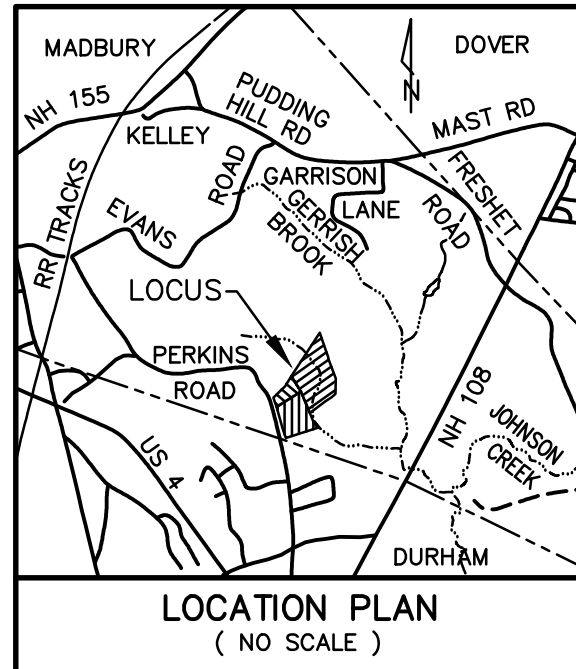 MADBURY
DOVER
N
NH 155
PUDDING
HILL RD
MAST RD
KELLEY
ROAD
GARRISON
LANE
FRESHET
ROAD
GERRISH
BROOK
RR TRACKS
EVANS
LOCUS
PERKINS
ROAD
US 4
NH 108
JOHNSON
CREEK
DURHAM
LOCATION PLAN
( NO SCALE )